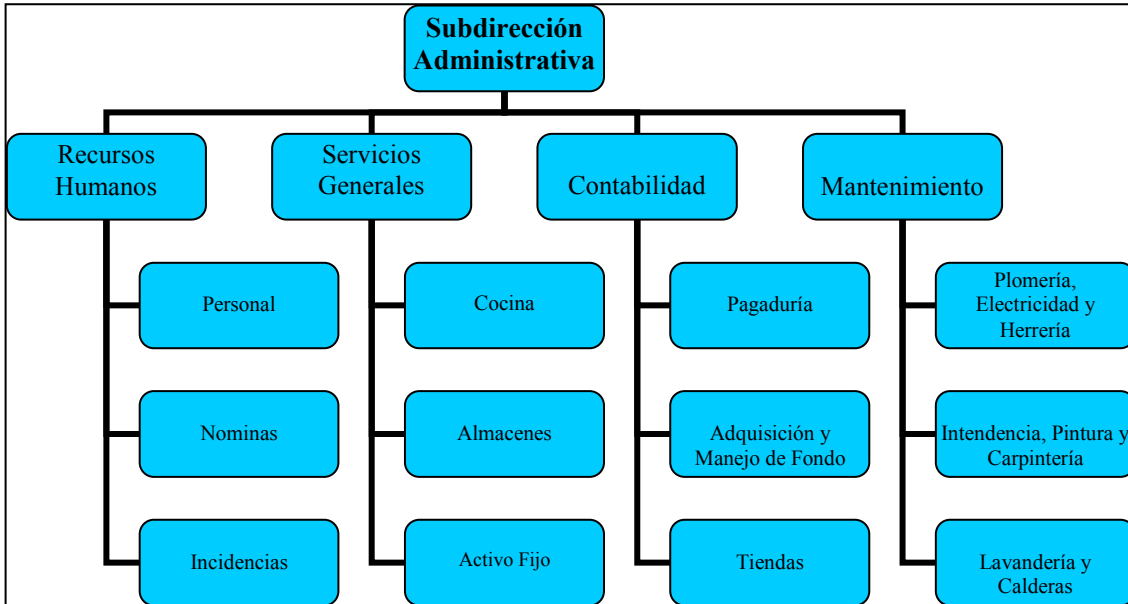 Subdirección
Administrativa
Recursos
Humanos
Servicios
Generales
Contabilidad
Mantenimiento
Personal
Cocina
Pagaduría
Plomería,
Electricidad y
Herrería
Nominas
Almacenes
Adquisición y
Manejo de Fondo
Intendencia, Pintura y
Carpintería
Incidencias
Activo Fijo
Tiendas
Lavandería y
Calderas